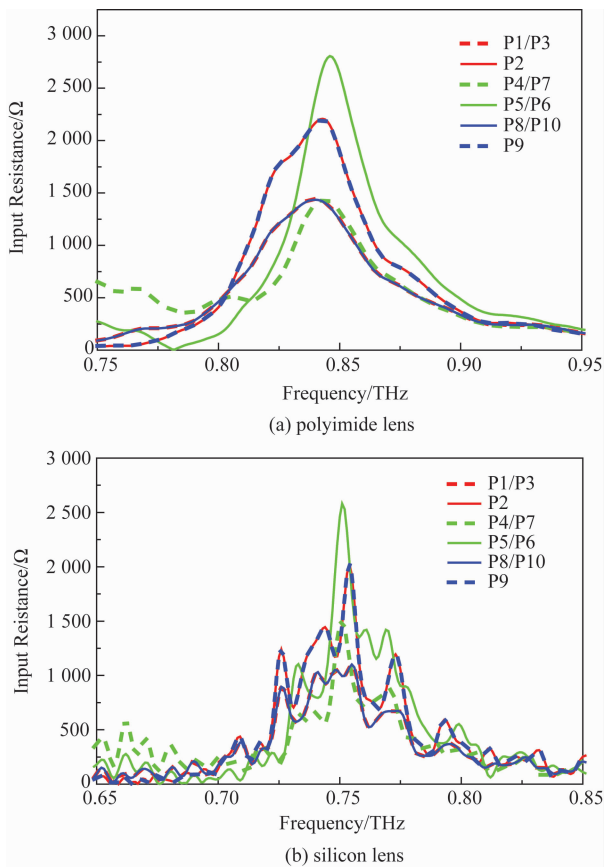 3 000
2 500
2 000
1 500
1 000
500
0
Input Resistance/Ω
P1/P3
P2
P4/P7
P5/P6
P8/P10
P9
0.75
0.80
0.85
0.90
0.95
Frequency/THz
(a) polyimide lens
3 000
2 500
2 000
1 500
1 000
500
0
Input Reistance/Ω
P1/P3
P2
P4/P7
P5/P6
P8/P10
P9
0.65
0.70
0.75
0.80
0.85
Frequency/THz
(b) silicon lens